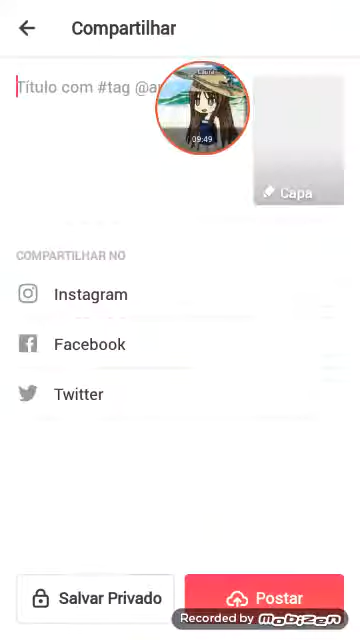 Compartilhar
Título com #tag @a
09:49
Capa
COMPARTILHAR NO
Instagram
Facebook
Twitter
Salvar Privado
Postar
Recorded by mobizen